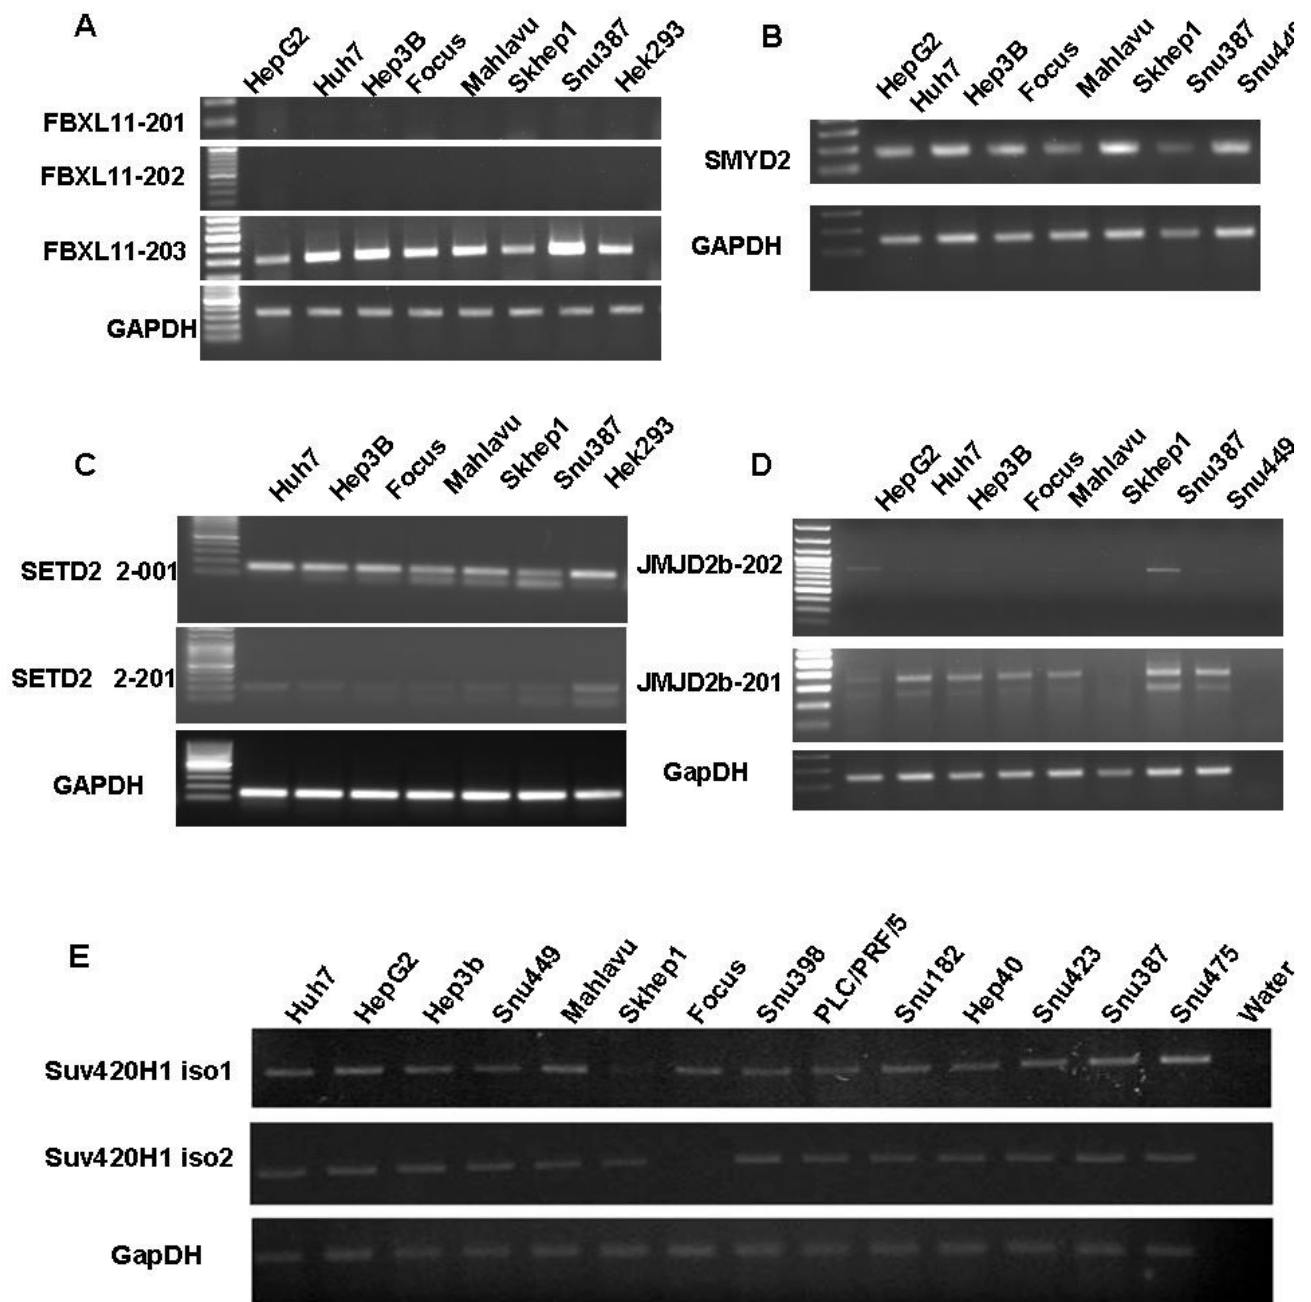 A
HepG2 Huh7 Hep3B Focus Mahlavu Skhep1 Snu387 Hek293
FBXL11-201
FBXL11-202
FBXL11-203
GAPDH
B
HepG2 Huh7 Hep3B Focus Mahlavu Skhep1 Snu387 Snu449
SMYD2
GAPDH
C
Huh7 Hep3B Focus Mahlavu Skhep1 Snu387 Hek293
SETD2 2-001
SETD2 2-201
GAPDH
D
HepG2 Huh7 Hep3B Focus Mahlavu Skhep1 Snu387 Snu449
JMJD2b-202
JMJD2b-201
GapDH
E
Huh7 HepG2 Hep3b Snu449 Mahlavu Skhep1 Focus Snu398 PLC/PRF/5 Snu182 Hep40 Snu423 Snu387 Snu475 Water
Suv420H1 iso1
Suv420H1 iso2
GapDH